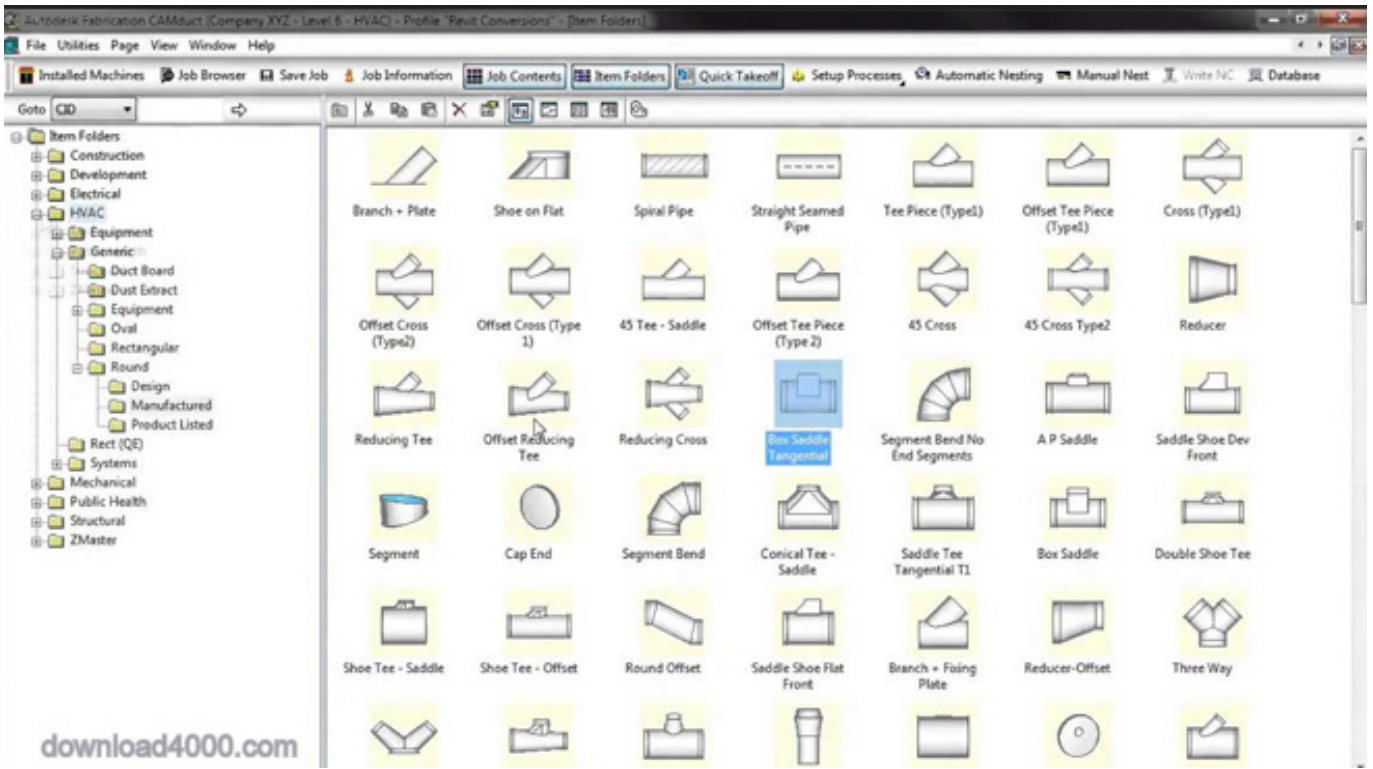 Autodesk Fabrication CAMduct (Company XYZ - Level 6 - HVAC) - Profile "Revit Conversions" - [Item Folders]
File Utilities Page View Window Help
Installed Machines Job Browser Save Job Job Information Job Contents Item Folders Quick Takeoff Setup Processes Automatic Nesting Manual Nest Write NC Database
Goto CID
Item Folders
Construction
Development
Electrical
HVAC
Equipment
Generic
Duct Board
Dust Extract
Equipment
Oval
Rectangular
Round
Design
Manufactured
Product Listed
Rect (QE)
Systems
Mechanical
Public Health
Structural
ZMaster
Branch + Plate
Shoe on Flat
Spiral Pipe
Straight Seamed
Pipe
Tee Piece (Type1)
Offset Tee Piece
(Type1)
Cross (Type1)
Offset Cross
(Type2)
Offset Cross (Type
1)
45 Tee - Saddle
Offset Tee Piece
(Type 2)
45 Cross
45 Cross Type2
Reducer
Reducing Tee
Offset Reducing
Tee
Reducing Cross
Box Saddle
Tangential
Segment Bend No
End Segments
A P Saddle
Saddle Shoe Dev
Front
Segment
Cap End
Segment Bend
Conical Tee -
Saddle
Saddle Tee
Tangential T1
Box Saddle
Double Shoe Tee
Shoe Tee - Saddle
Shoe Tee - Offset
Round Offset
Saddle Shoe Flat
Front
Branch + Fixing
Plate
Reducer-Offset
Three Way
download4000.com